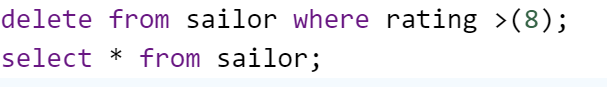 delete from sailor where rating >(8);
select * from sailor;